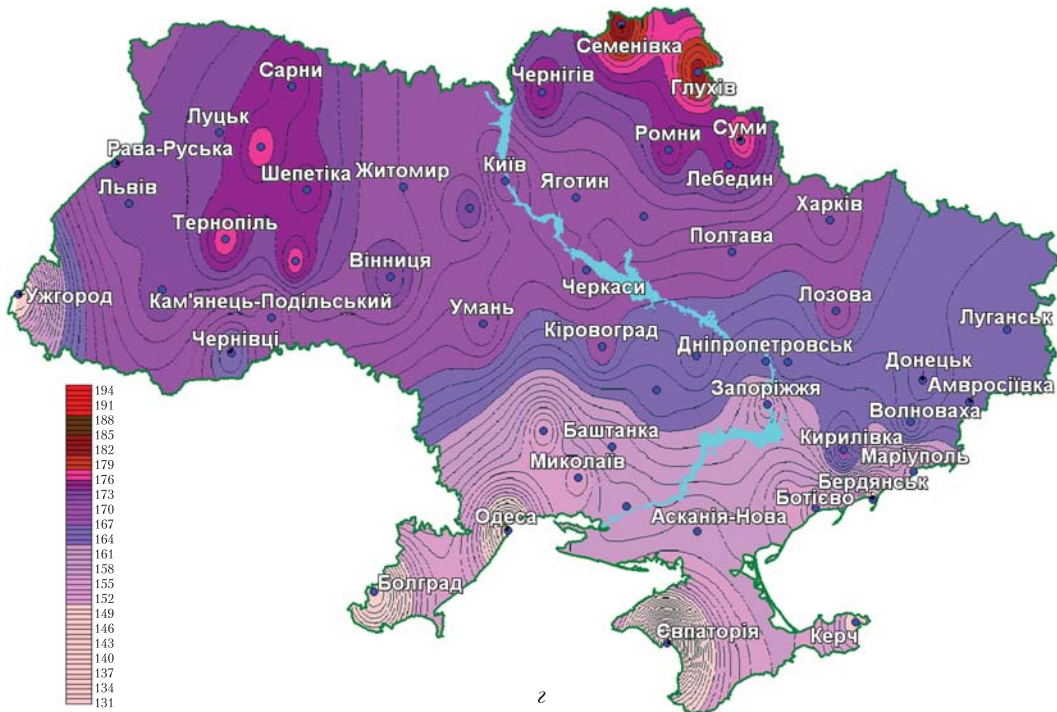 Семенівка
Сарни
Чернігів
Глухів
Луцьк
Ромни
Суми
Рава-Руська
Київ
Лебедин
Львів
Шепетіка
Житомир
Яготин
Харків
Тернопіль
Полтава
Вінниця
Ужгород
Кам'янець-Подільський
Черкаси
Лозова
Умань
Луганськ
Чернівці
Кіровоград
Дніпропетровськ
Донецьк
Запоріжжя
Амвросіївка
Волноваха
Баштанка
Кирилівка
Маріуполь
Миколаїв
Бердянськ
Ботієво
Одеса
Асканія-Нова
Болград
Євпаторія
Керч
194
191
188
185
182
179
176
173
170
167
164
161
158
155
152
149
146
143
140
137
134
131
г